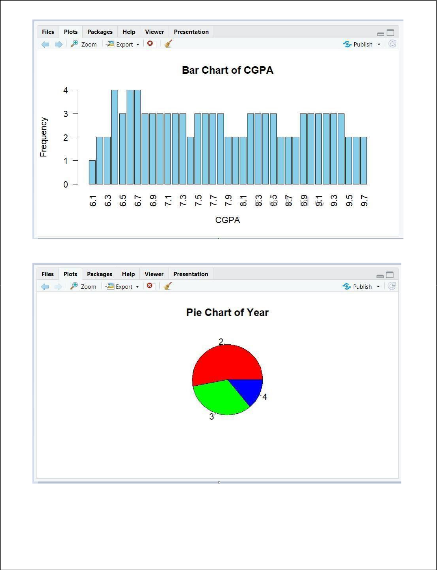 Files Plots Packages Help Viewer Presentation
Zoom Export Publish
Bar Chart of CGPA
Frequency
4
3
2
1
0
6.1 6.3 6.5 6.7 6.9 7.1 7.3 7.5 7.7 7.9 8.1 8.3 8.5 8.7 8.9 9.1 9.3 9.5 9.7
CGPA
Files Plots Packages Help Viewer Presentation
Zoom Export Publish
Pie Chart of Year
2
4
3